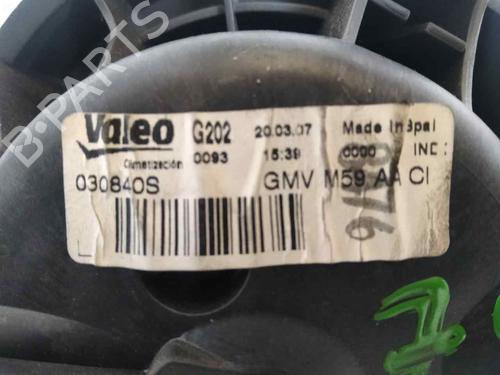 B-PARTS
Valeo G202 20.03.07 Made In Spai
Climatización 0093 15:39 0000 IND
030840S GMV M59 AA CI